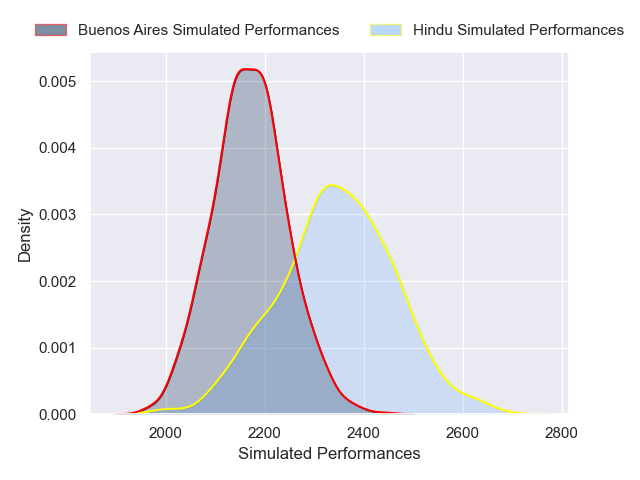 Buenos Aires Simulated Performances
Hindu Simulated Performances
0.005
0.004
0.003
0.002
0.001
0.000
Density
2000
2200
2400
2600
2800
Simulated Performances